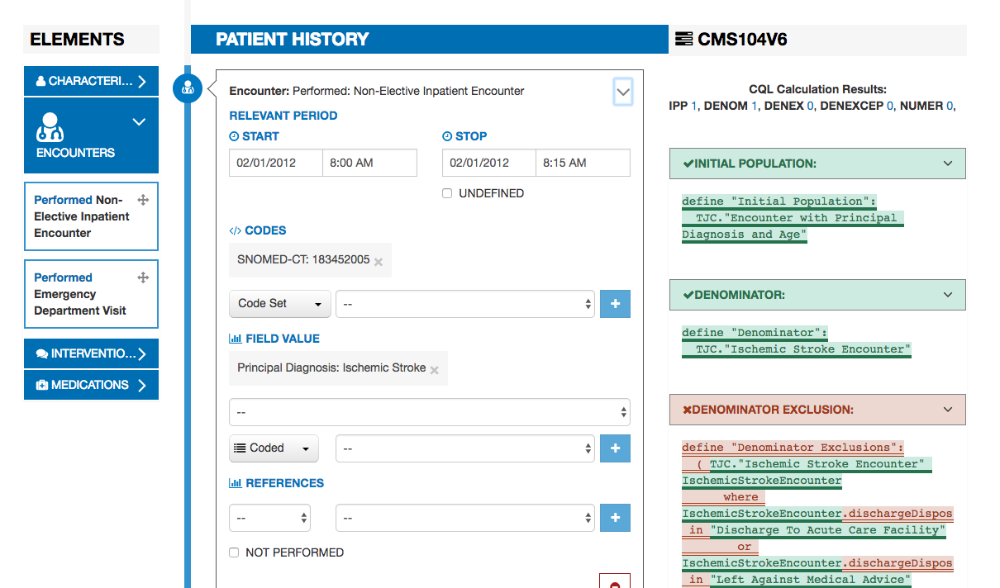 ELEMENTS
CHARACTERI...
ENCOUNTERS
Performed Non-
Elective Inpatient
Encounter
Performed
Emergency
Department Visit
INTERVENTIO...
MEDICATIONS
PATIENT HISTORY
Encounter: Performed: Non-Elective Inpatient Encounter
RELEVANT PERIOD
START STOP
02/01/2012 8:00 AM 02/01/2012 8:15 AM
UNDEFINED
</> CODES
SNOMED-CT: 183452005 ×
Code Set -- +
FIELD VALUE
Principal Diagnosis: Ischemic Stroke ×
--
Coded -- +
REFERENCES
-- -- +
NOT PERFORMED
CMS104V6
CQL Calculation Results:
IPP 1, DENOM 1, DENEX 0, DENEXCEP 0, NUMER 0,
✔INITIAL POPULATION:
define "Initial Population":
TJC."Encounter with Principal
Diagnosis and Age"
✔DENOMINATOR:
define "Denominator":
TJC."Ischemic Stroke Encounter"
✖DENOMINATOR EXCLUSION:
define "Denominator Exclusions":
( TJC."Ischemic Stroke Encounter"
IschemicStrokeEncounter
where
IschemicStrokeEncounter.dischargeDispos
in "Discharge To Acute Care Facility"
or
IschemicStrokeEncounter.dischargeDispos
in "Left Against Medical Advice"